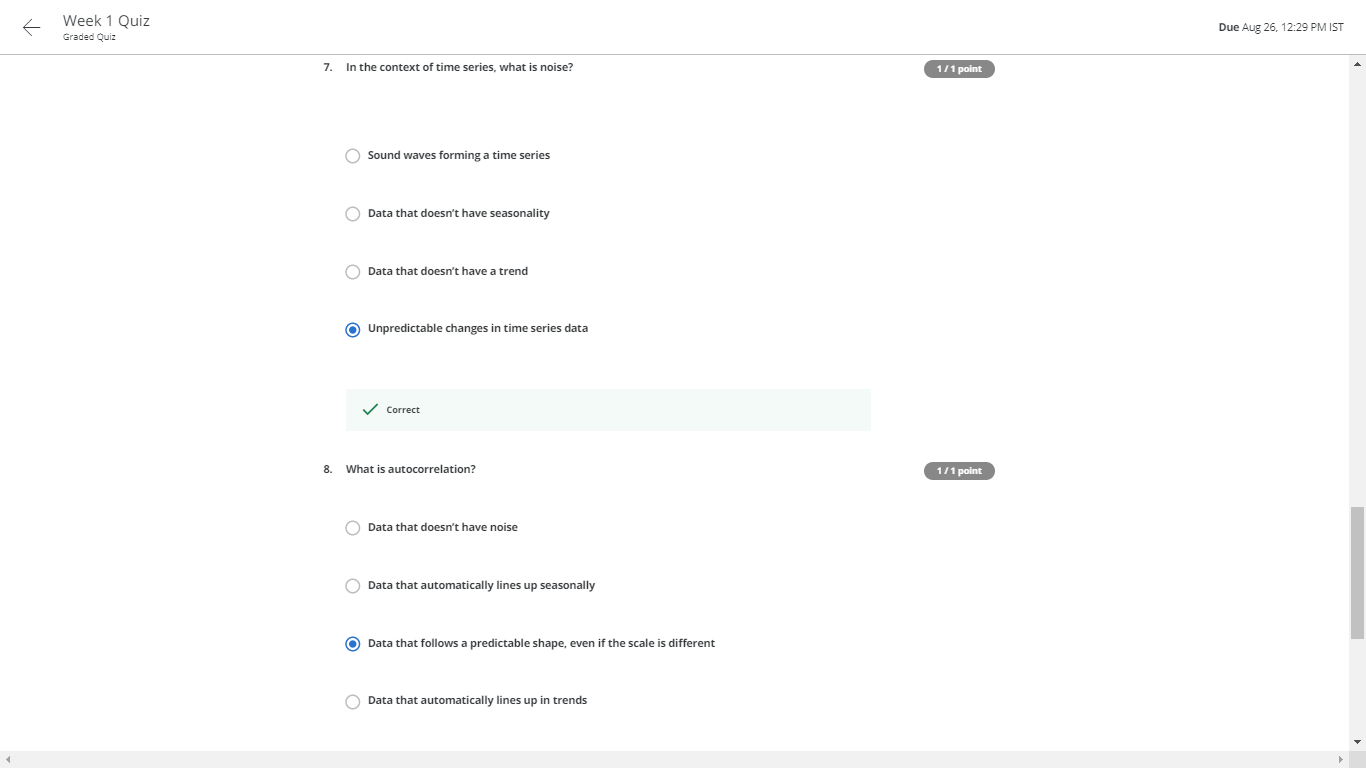 Week 1 Quiz
Graded Quiz
Due Aug 26, 12:29 PM IST
7. In the context of time series, what is noise?
1 / 1 point
Sound waves forming a time series
Data that doesn't have seasonality
Data that doesn't have a trend
Unpredictable changes in time series data
Correct
8. What is autocorrelation?
1 / 1 point
Data that doesn't have noise
Data that automatically lines up seasonally
Data that follows a predictable shape, even if the scale is different
Data that automatically lines up in trends